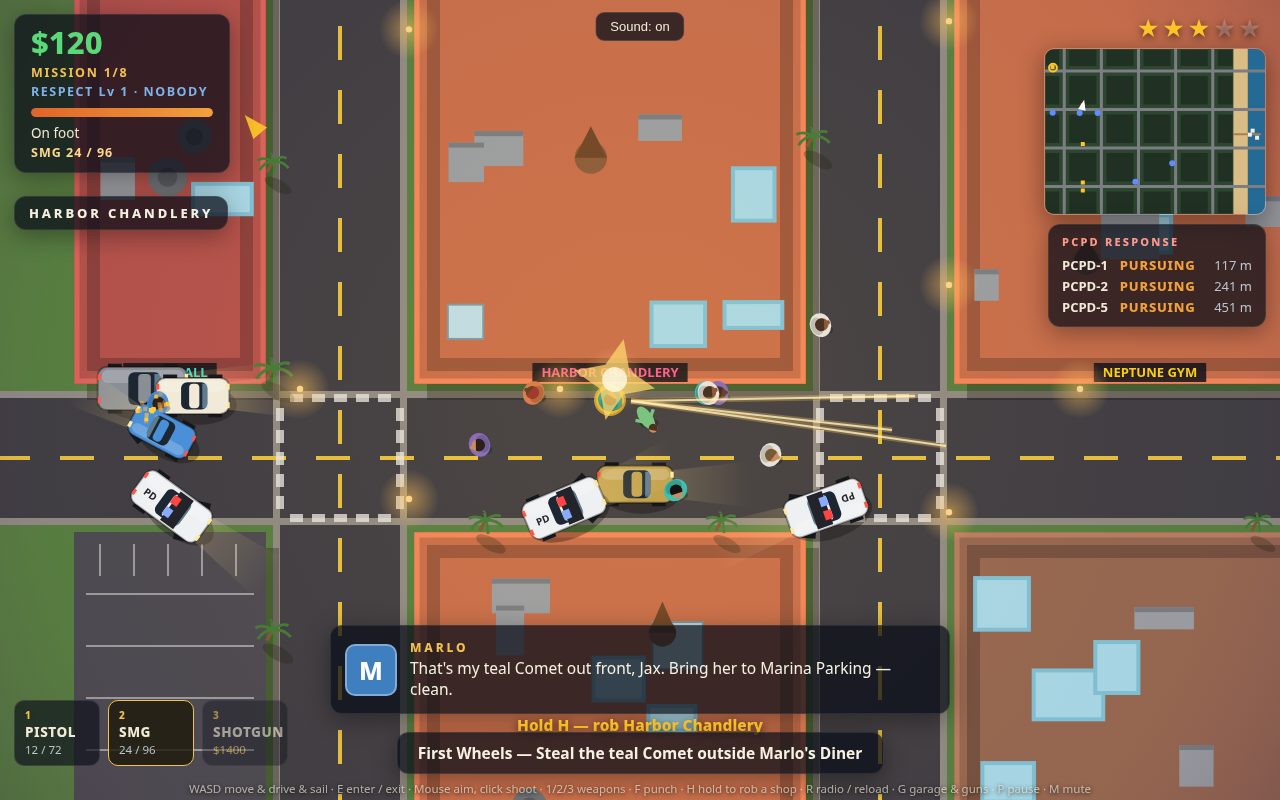 Sound: on
$120
MISSION 1/8
RESPECT Lv 1 · NOBODY
On foot
SMG 24 / 96
HARBOR CHANDLERY
PCPD RESPONSE
PCPD-1 PURSUING 117 m
PCPD-2 PURSUING 241 m
PCPD-5 PURSUING 451 m
ALL
HARBOR CHANDLERY
NEPTUNE GYM
PD
PD
PD
M
MARLO
That's my teal Comet out front, Jax. Bring her to Marina Parking —
clean.
Hold H — rob Harbor Chandlery
First Wheels — Steal the teal Comet outside Marlo's Diner
1
PISTOL
12 / 72
2
SMG
24 / 96
3
SHOTGUN
$1400
WASD move & drive & sail · E enter / exit · Mouse aim, click shoot · 1/2/3 weapons · F punch · H hold to rob a shop · R radio / reload · G garage & guns · P pause · M mute